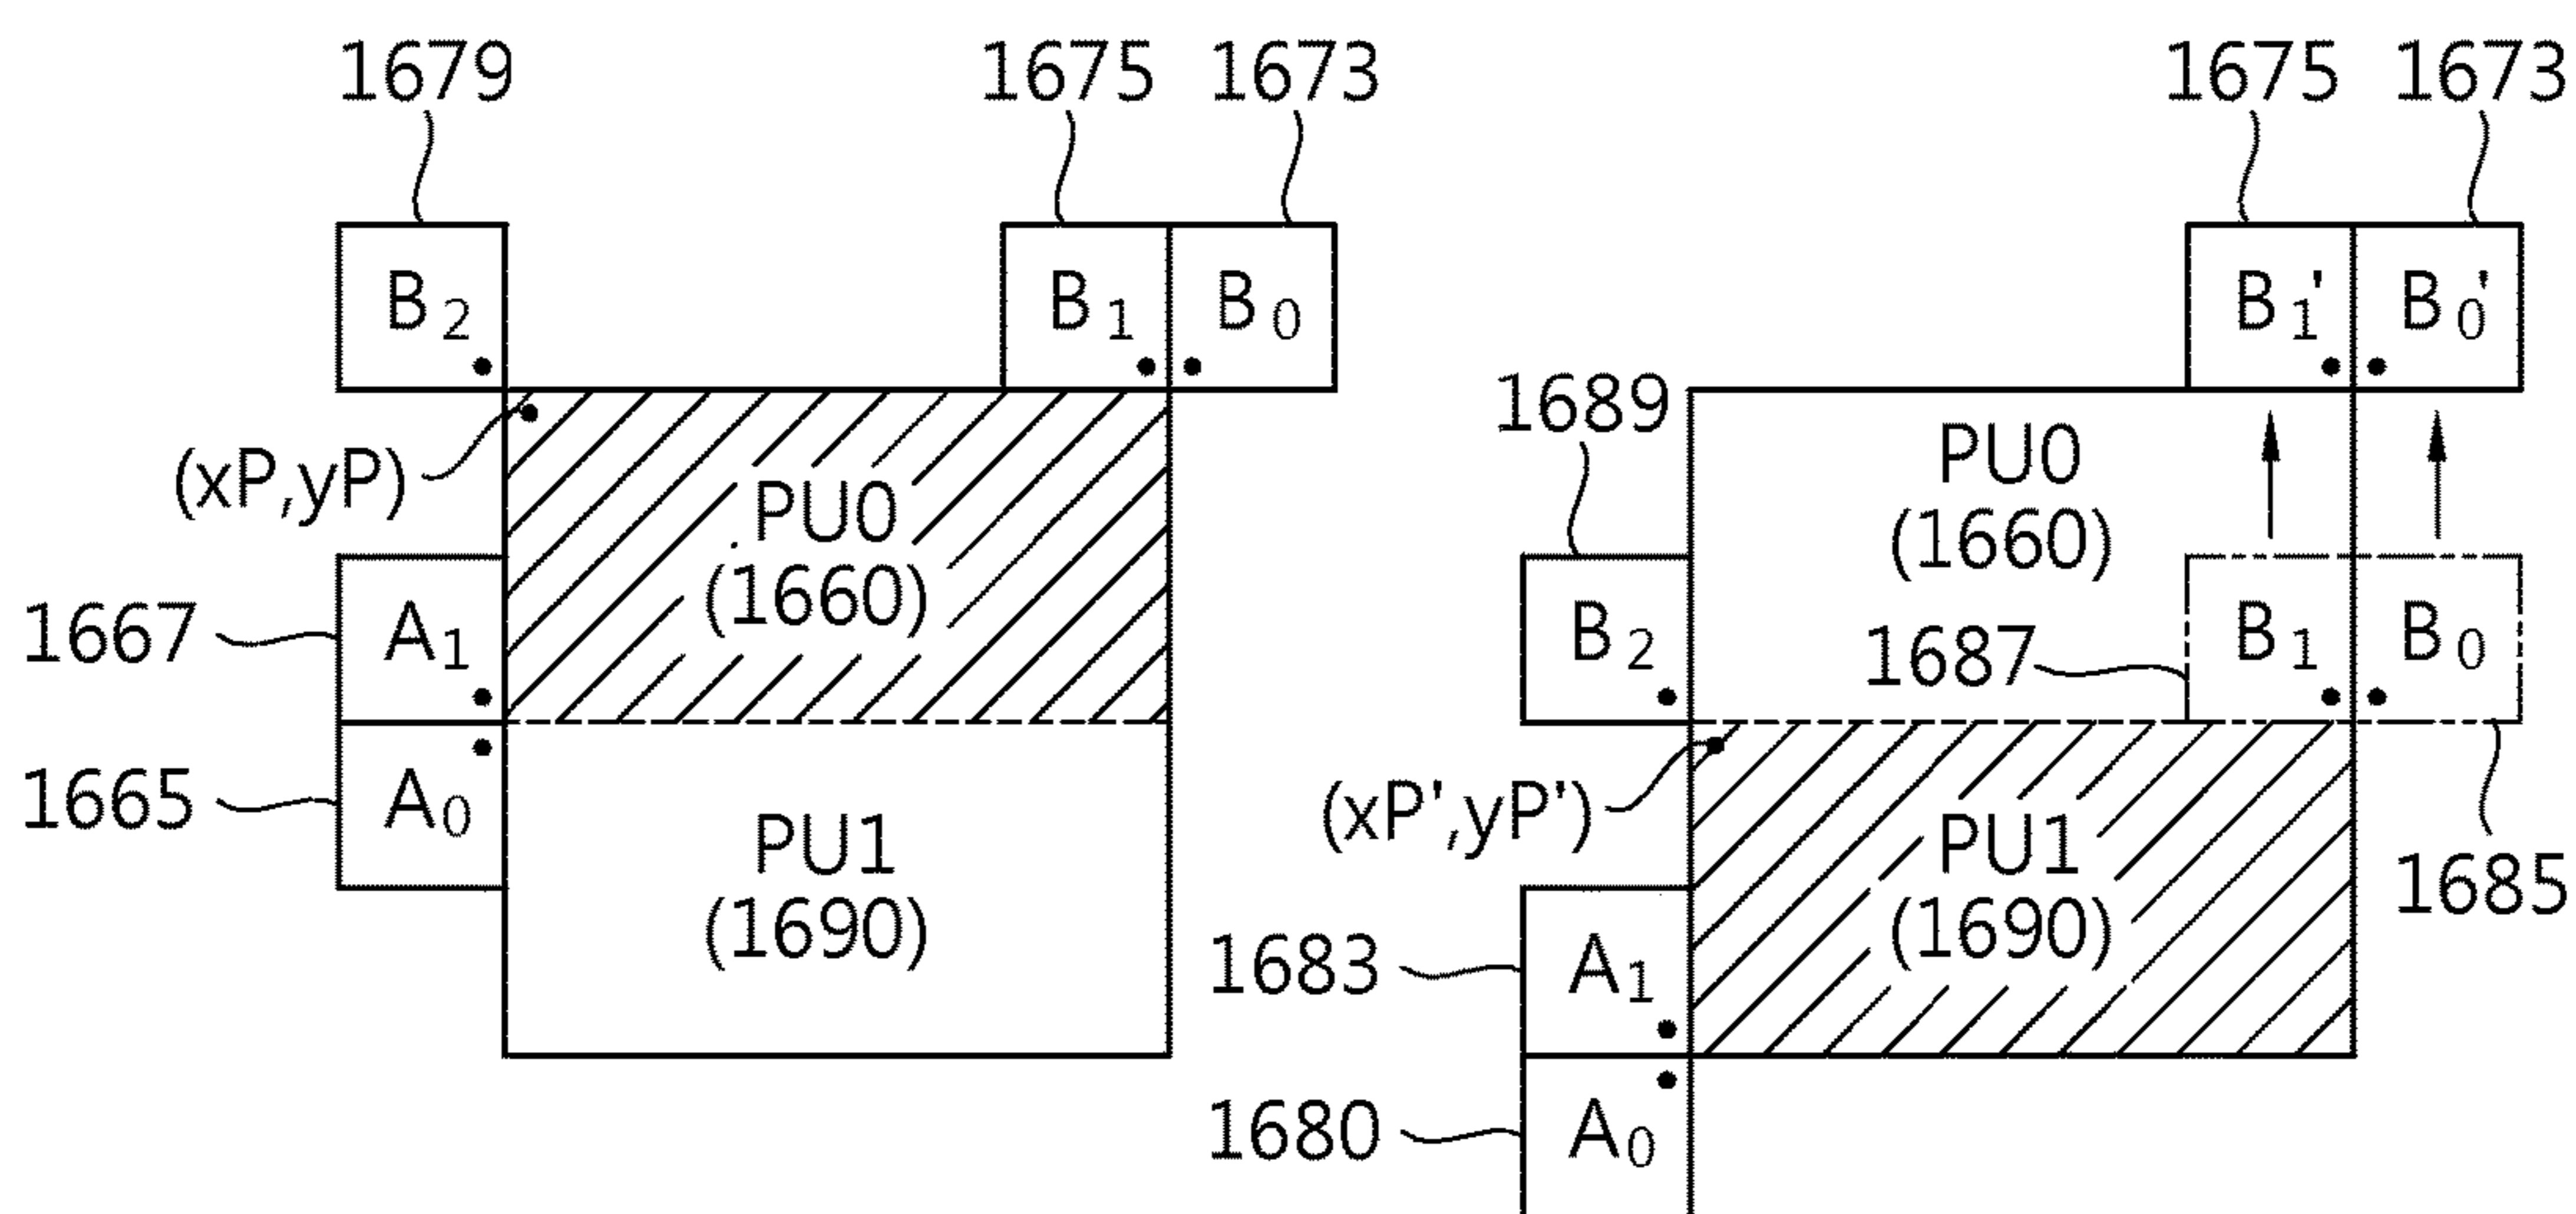 1679
1675
1673
B2
B1
B0
(xP,yP)
PU0
(1660)
1667
A1
1665
A0
PU1
(1690)
1675
1673
B1'
B0'
1689
PU0
(1660)
B2
1687
B1
B0
(xP',yP')
1685
PU1
(1690)
1683
A1
1680
A0